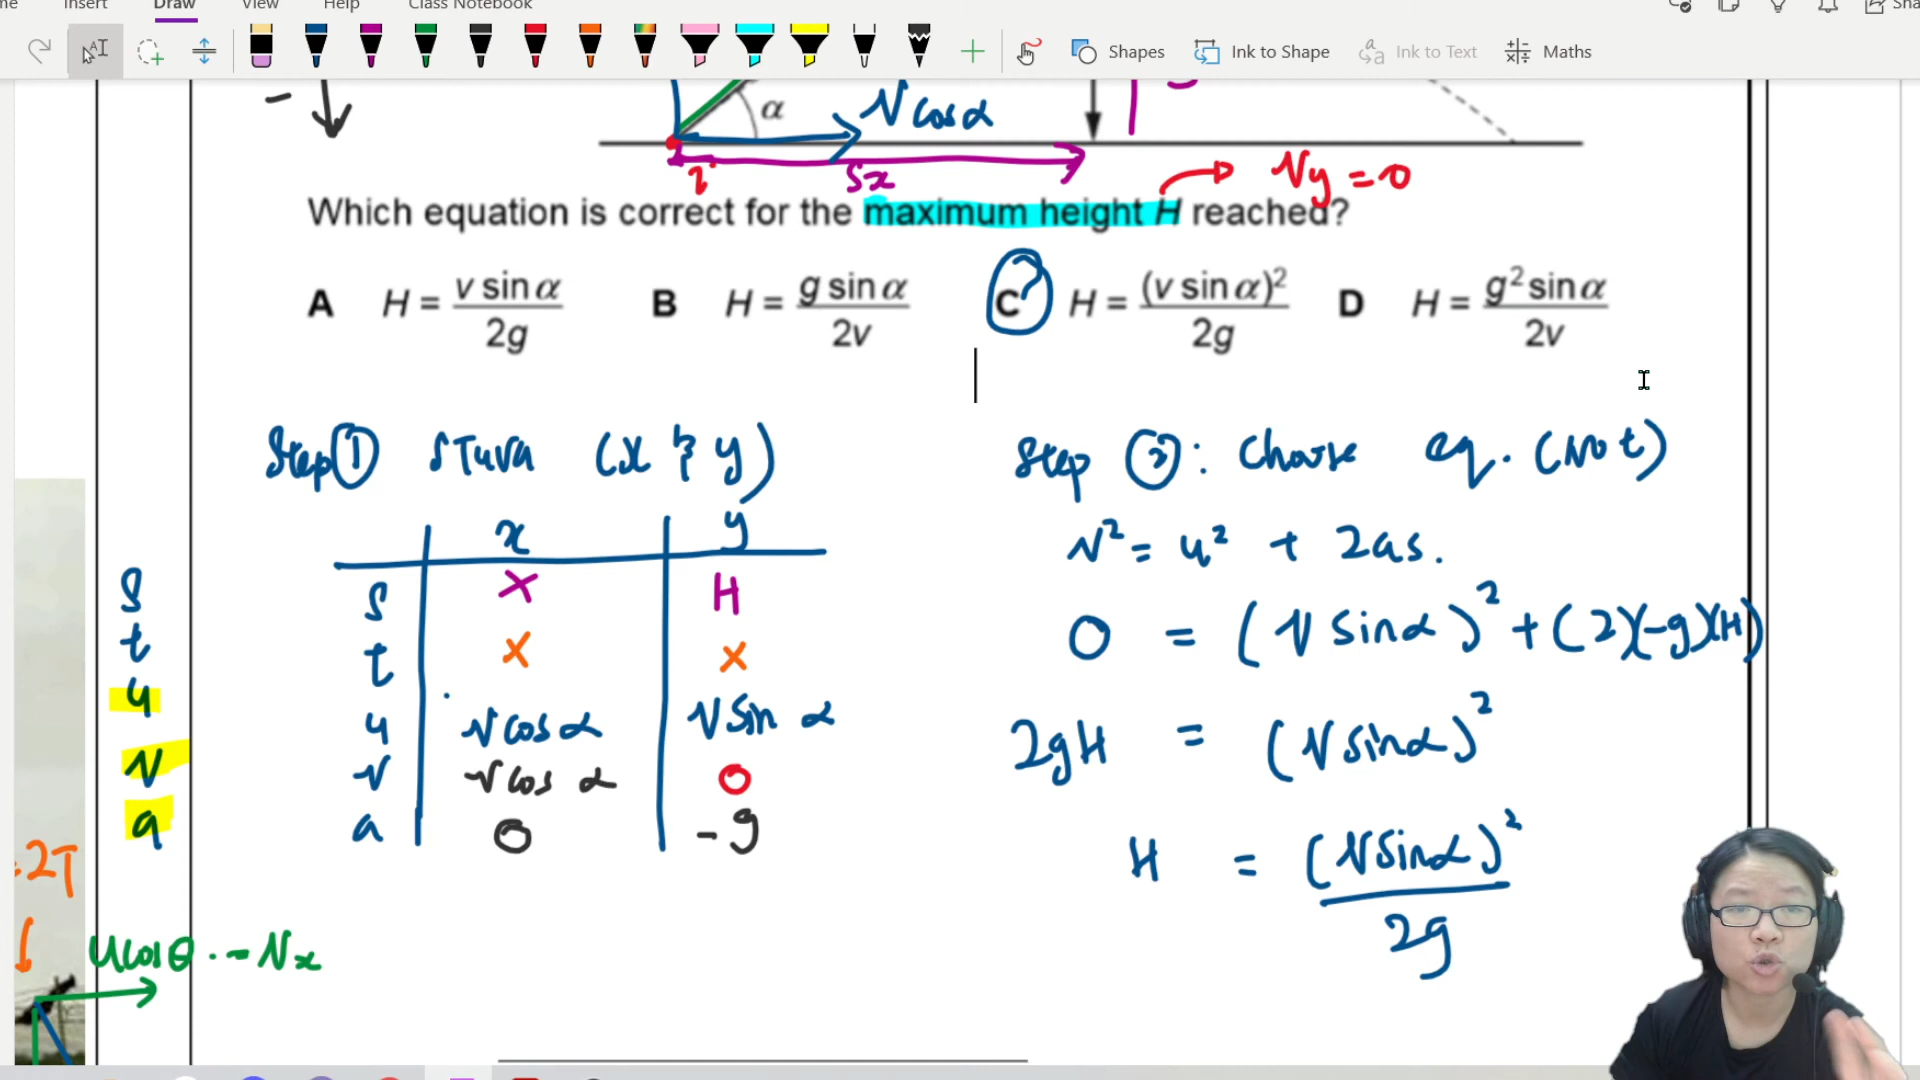 Insert Draw View Help Class Notebook
Shapes Ink to Shape Ink to Text Maths
α v cos α
i Sx Vy = 0
Which equation is correct for the maximum height H reached?
A H = v sin α / 2g B H = g sin α / 2v C ? H = (v sin α)² / 2g D H = g² sin α / 2v
Step ① STUVA (x & y)
x y
s × H
t × ×
u v cos α v sin α
v v cos α 0
a 0 -g
s
t
u
v
a
= 2T
u cos θ . - Vx
Step ②: Choose eq. (No t)
v² = u² + 2as.
0 = (v sin α)² + (2)(-g)(H)
2gH = (v sin α)²
H = (v sin α)² / 2g